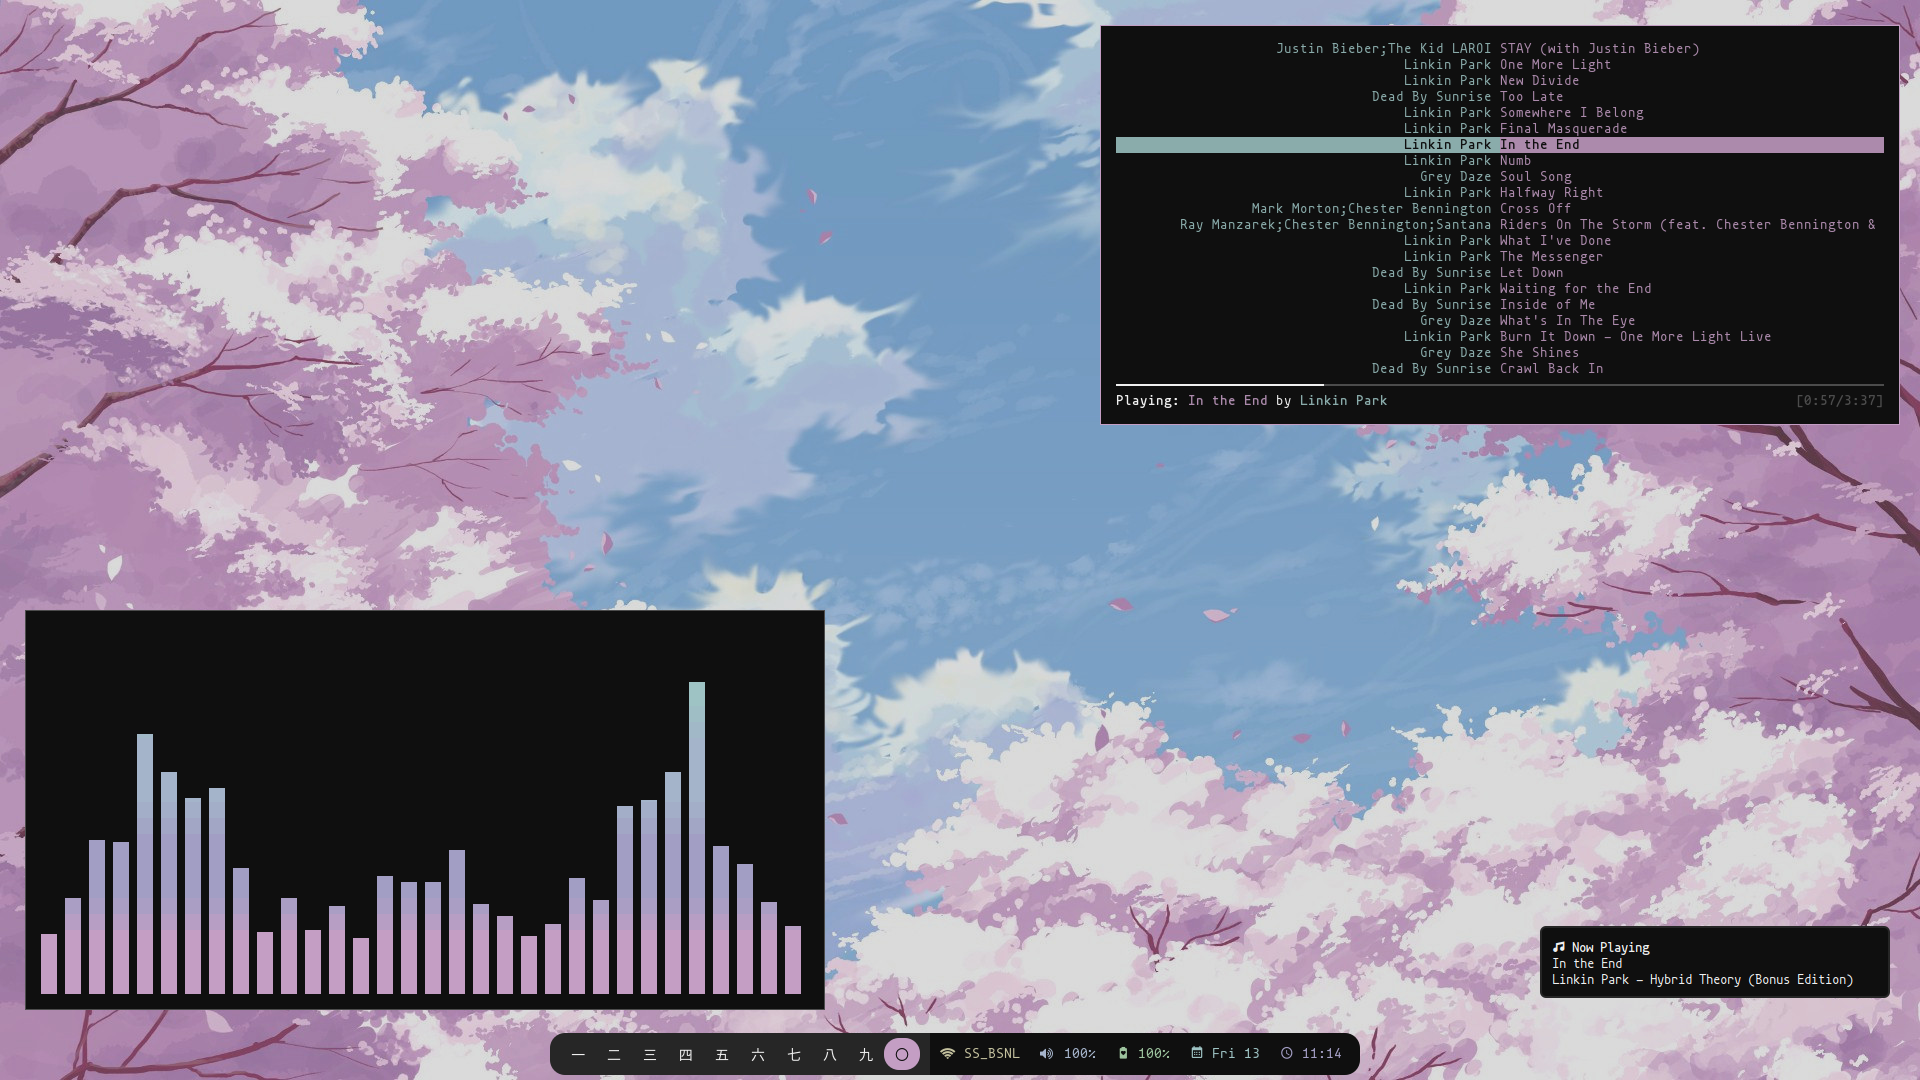 Justin Bieber;The Kid LAROI STAY (with Justin Bieber)
Linkin Park One More Light
Linkin Park New Divide
Dead By Sunrise Too Late
Linkin Park Somewhere I Belong
Linkin Park Final Masquerade
Linkin Park In the End
Linkin Park Numb
Grey Daze Soul Song
Linkin Park Halfway Right
Mark Morton;Chester Bennington Cross Off
Ray Manzarek;Chester Bennington;Santana Riders On The Storm (feat. Chester Bennington &
Linkin Park What I've Done
Linkin Park The Messenger
Dead By Sunrise Let Down
Linkin Park Waiting for the End
Dead By Sunrise Inside of Me
Grey Daze What's In The Eye
Linkin Park Burn It Down – One More Light Live
Grey Daze She Shines
Dead By Sunrise Crawl Back In
Playing: In the End by Linkin Park [0:57/3:37]
Now Playing
In the End
Linkin Park – Hybrid Theory (Bonus Edition)
一 二 三 四 五 六 七 八 九 〇 SS_BSNL 100% 100% Fri 13 11:14